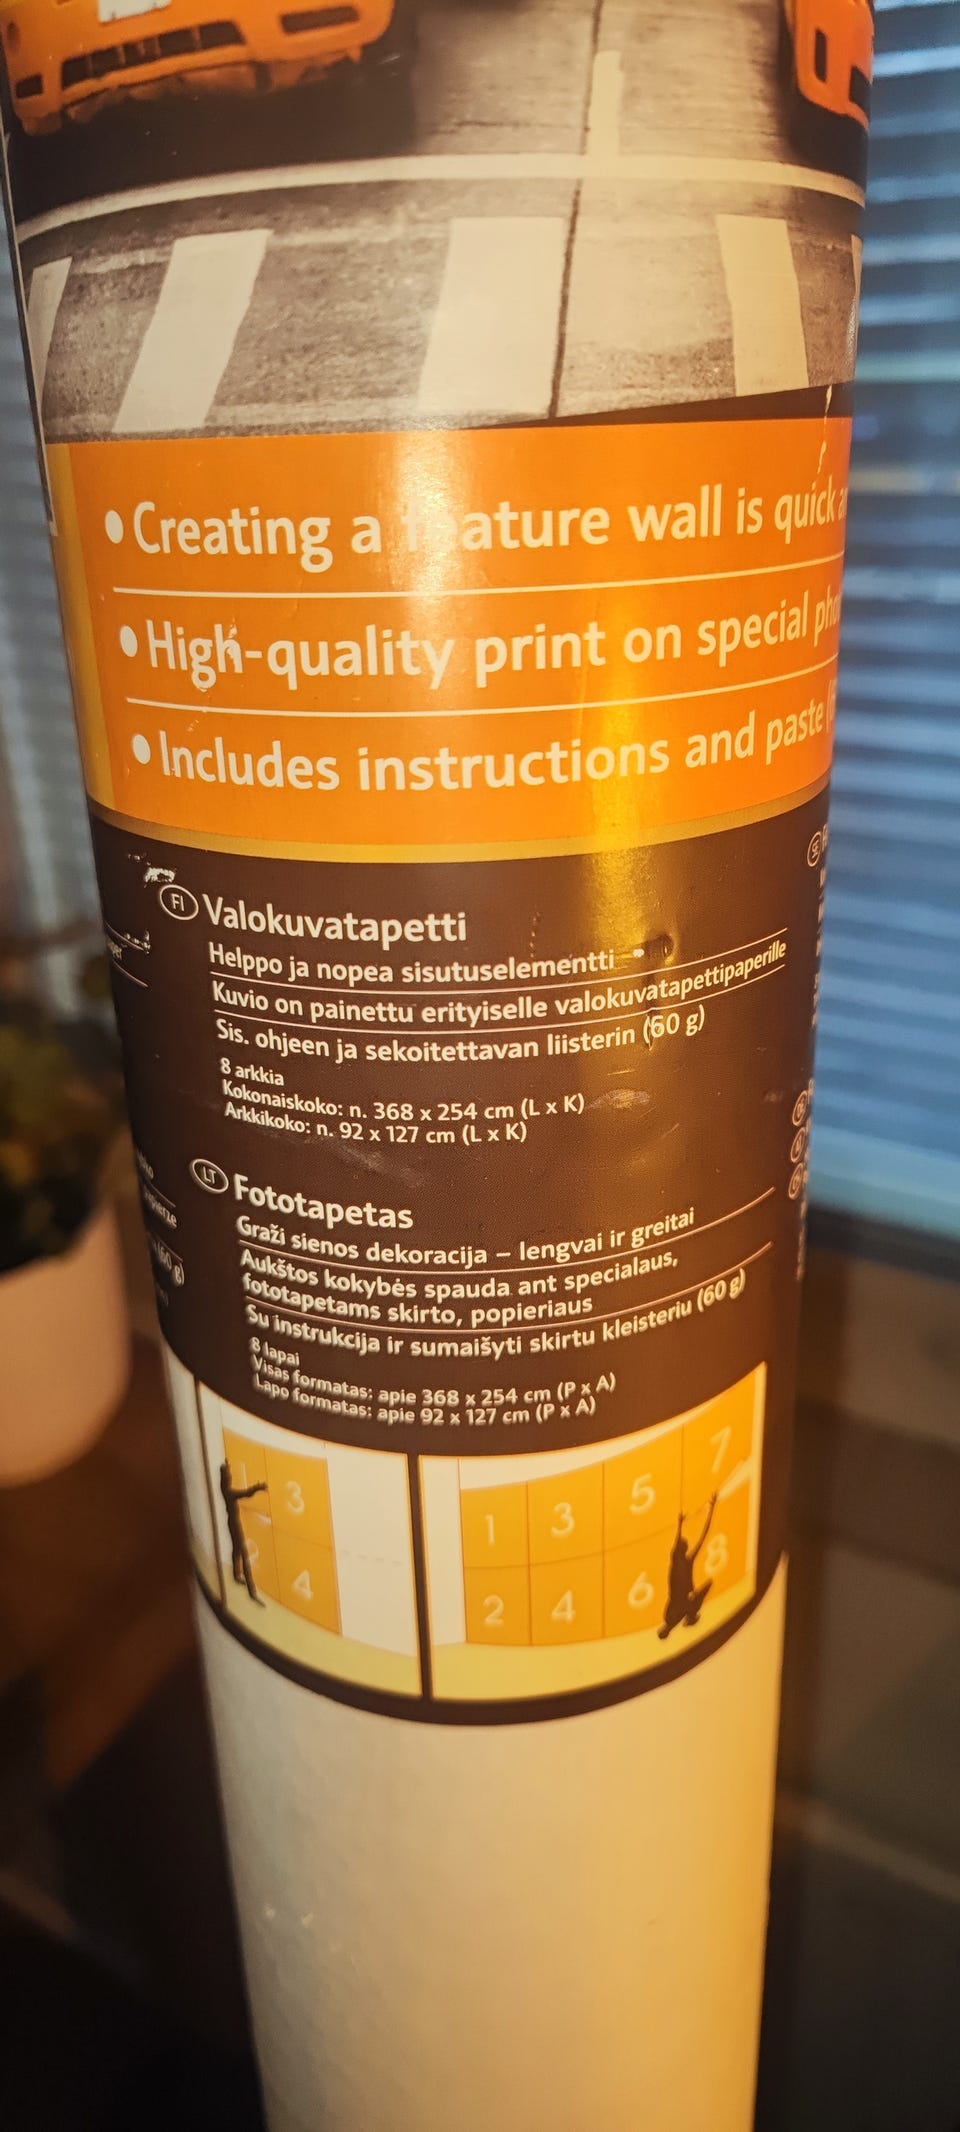 • Creating a feature wall is quick
• High-quality print on special
• Includes instructions and paste
FI Valokuvatapetti
Helppo ja nopea sisutuselementti
Kuvio on painettu erityiselle valokuvatapettipaperille
Sis. ohjeen ja sekoitettavan liisterin (60 g)
8 arkkia
Kokonaiskoko: n. 368 x 254 cm (L x K)
Arkkikoko: n. 92 x 127 cm (L x K)
LT Fototapetas
Graži sienos dekoracija – lengvai ir greitai
Aukštos kokybės spauda ant specialaus,
fototapetams skirto, popieriaus
Su instrukcija ir sumaišyti skirtu kleisteriu (60 g)
8 lapai
Visas formatas: apie 368 x 254 cm (P x A)
Lapo formatas: apie 92 x 127 cm (P x A)
1 3
2 4
1 3 5 7
2 4 6 8